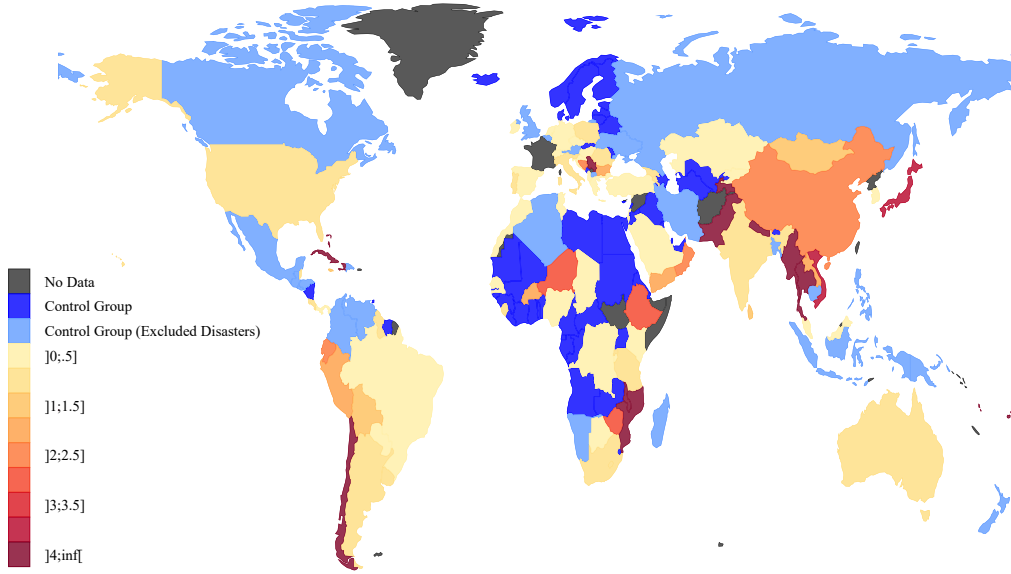 No Data
Control Group
Control Group (Excluded Disasters)
]0;.5]
]1;1.5]
]2;2.5]
]3;3.5]
]4;inf[